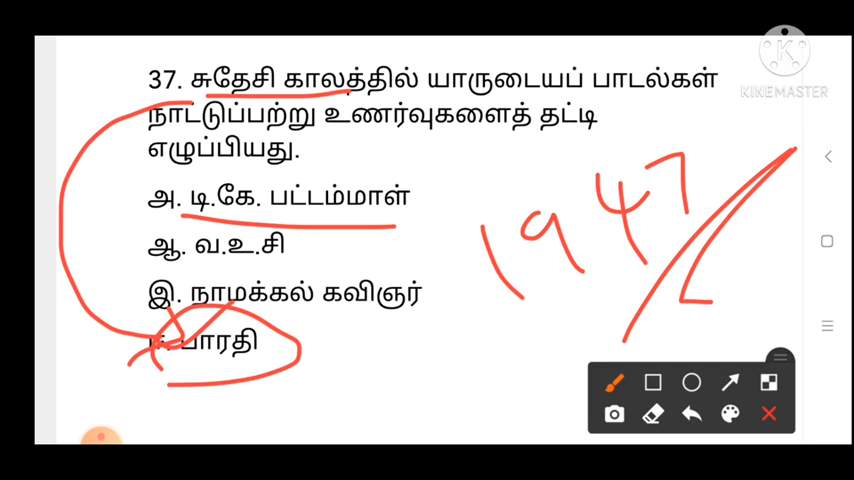 KINEMASTER
37. சுதேசி காலத்தில் யாருடையப் பாடல்கள்
நாட்டுப்பற்று உணர்வுகளைத் தட்டி
எழுப்பியது.
அ. டி.கே. பட்டம்மாள்
1947
ஆ. வ.உ.சி
இ. நாமக்கல் கவிஞர்
ஈ. பாரதி